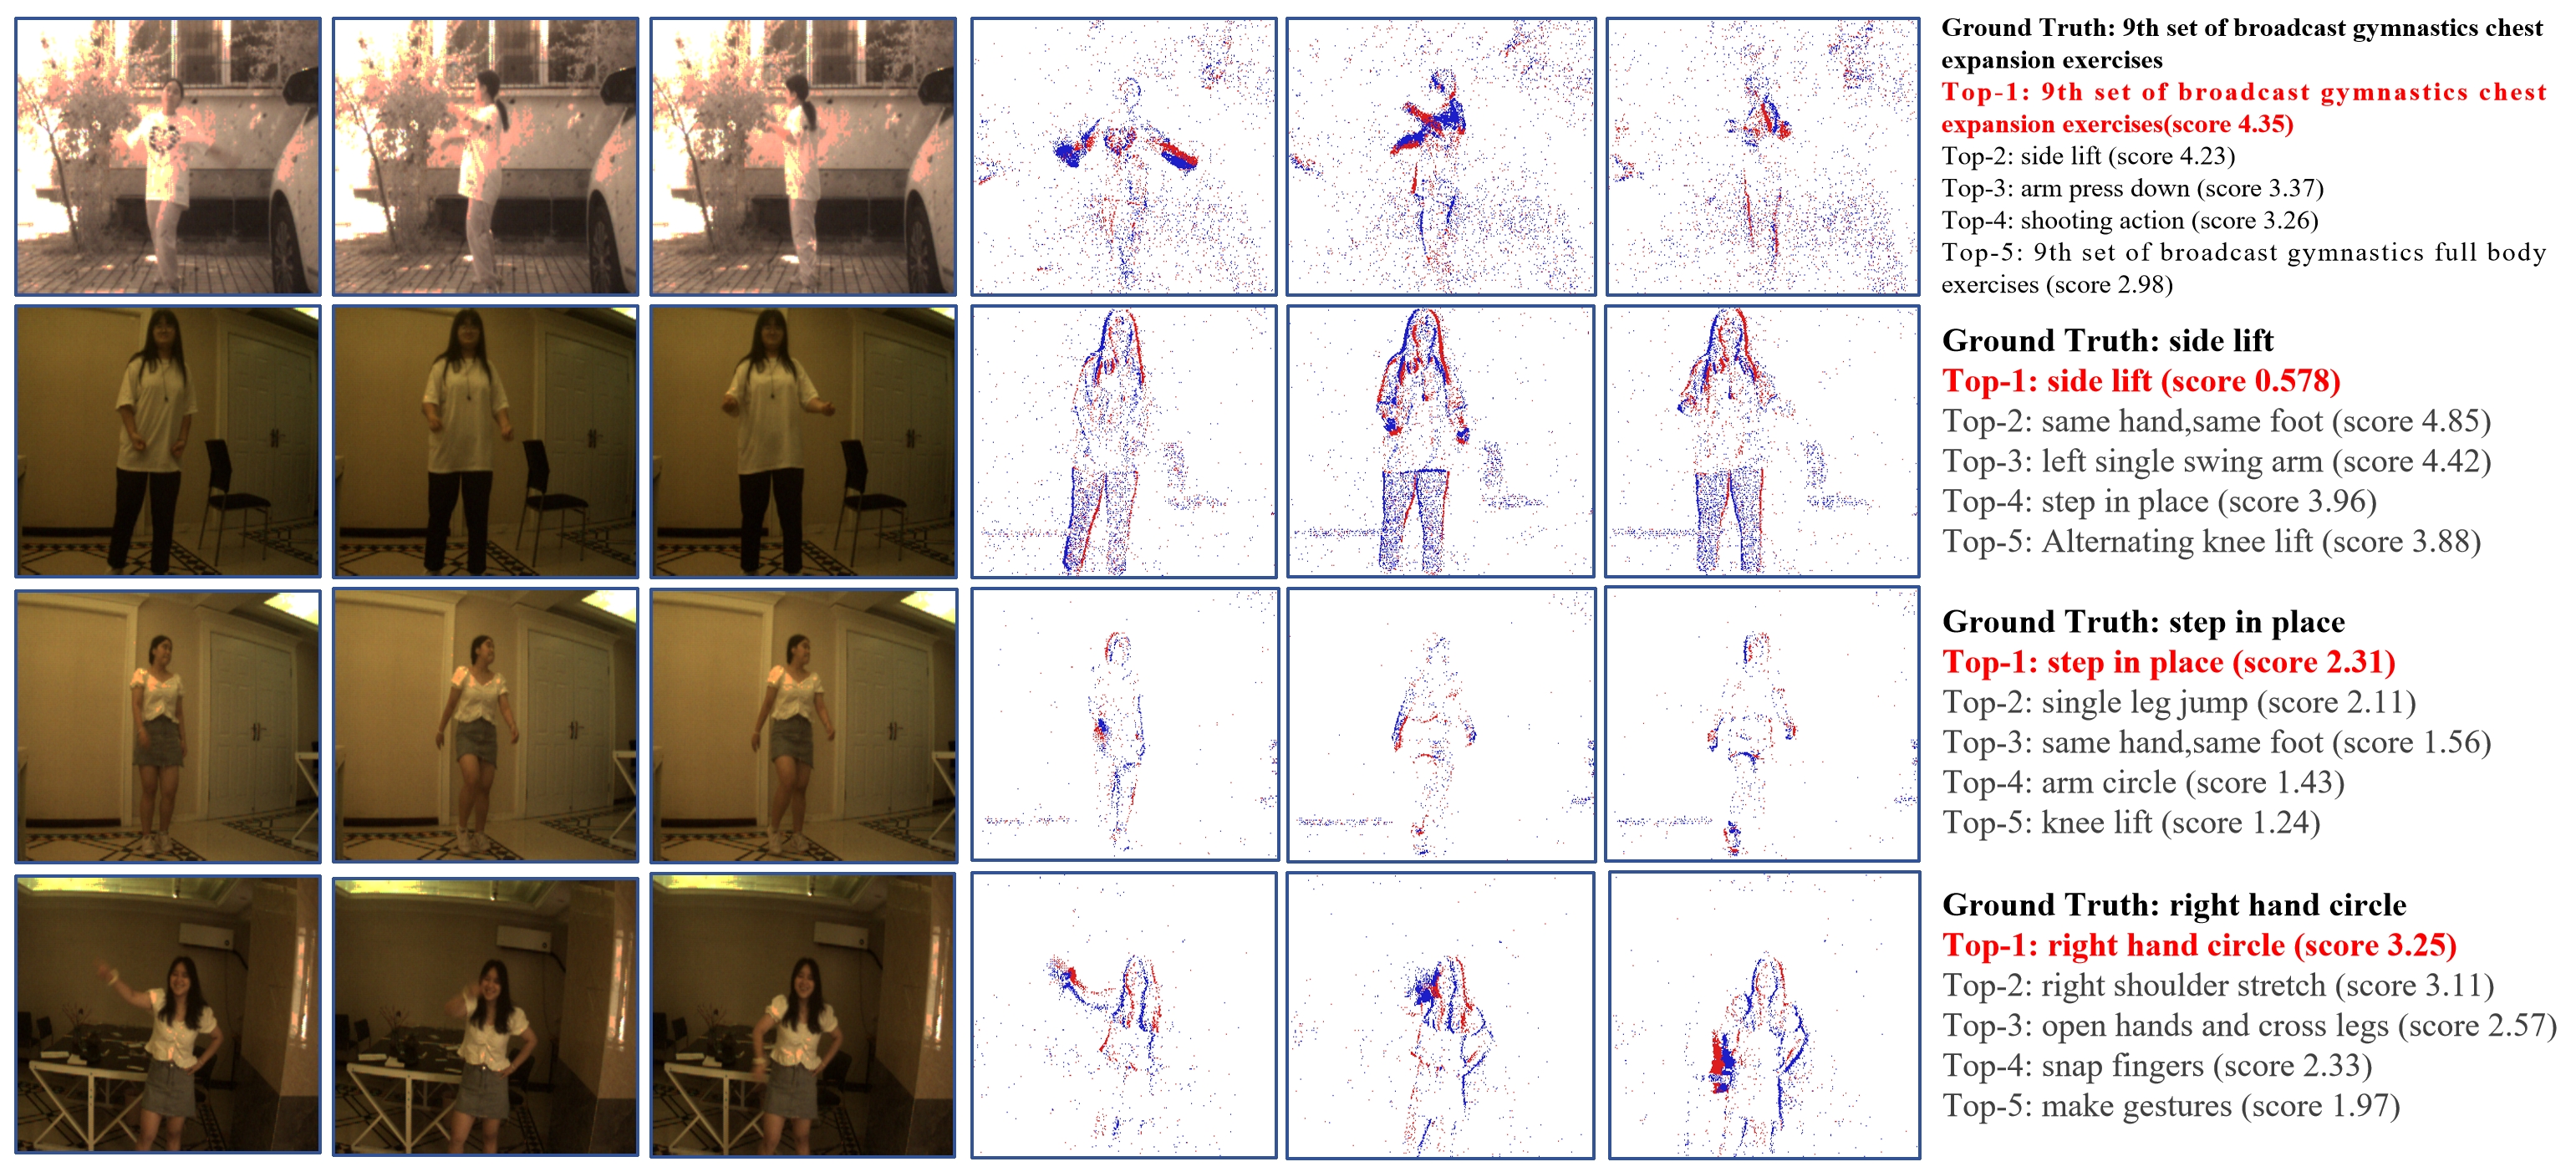 Ground Truth: 9th set of broadcast gymnastics chest
expansion exercises
Top-1: 9th set of broadcast gymnastics chest
expansion exercises(score 4.35)
Top-2: side lift (score 4.23)
Top-3: arm press down (score 3.37)
Top-4: shooting action (score 3.26)
Top-5: 9th set of broadcast gymnastics full body
exercises (score 2.98)
Ground Truth: side lift
Top-1: side lift (score 0.578)
Top-2: same hand,same foot (score 4.85)
Top-3: left single swing arm (score 4.42)
Top-4: step in place (score 3.96)
Top-5: Alternating knee lift (score 3.88)
Ground Truth: step in place
Top-1: step in place (score 2.31)
Top-2: single leg jump (score 2.11)
Top-3: same hand,same foot (score 1.56)
Top-4: arm circle (score 1.43)
Top-5: knee lift (score 1.24)
Ground Truth: right hand circle
Top-1: right hand circle (score 3.25)
Top-2: right shoulder stretch (score 3.11)
Top-3: open hands and cross legs (score 2.57)
Top-4: snap fingers (score 2.33)
Top-5: make gestures (score 1.97)